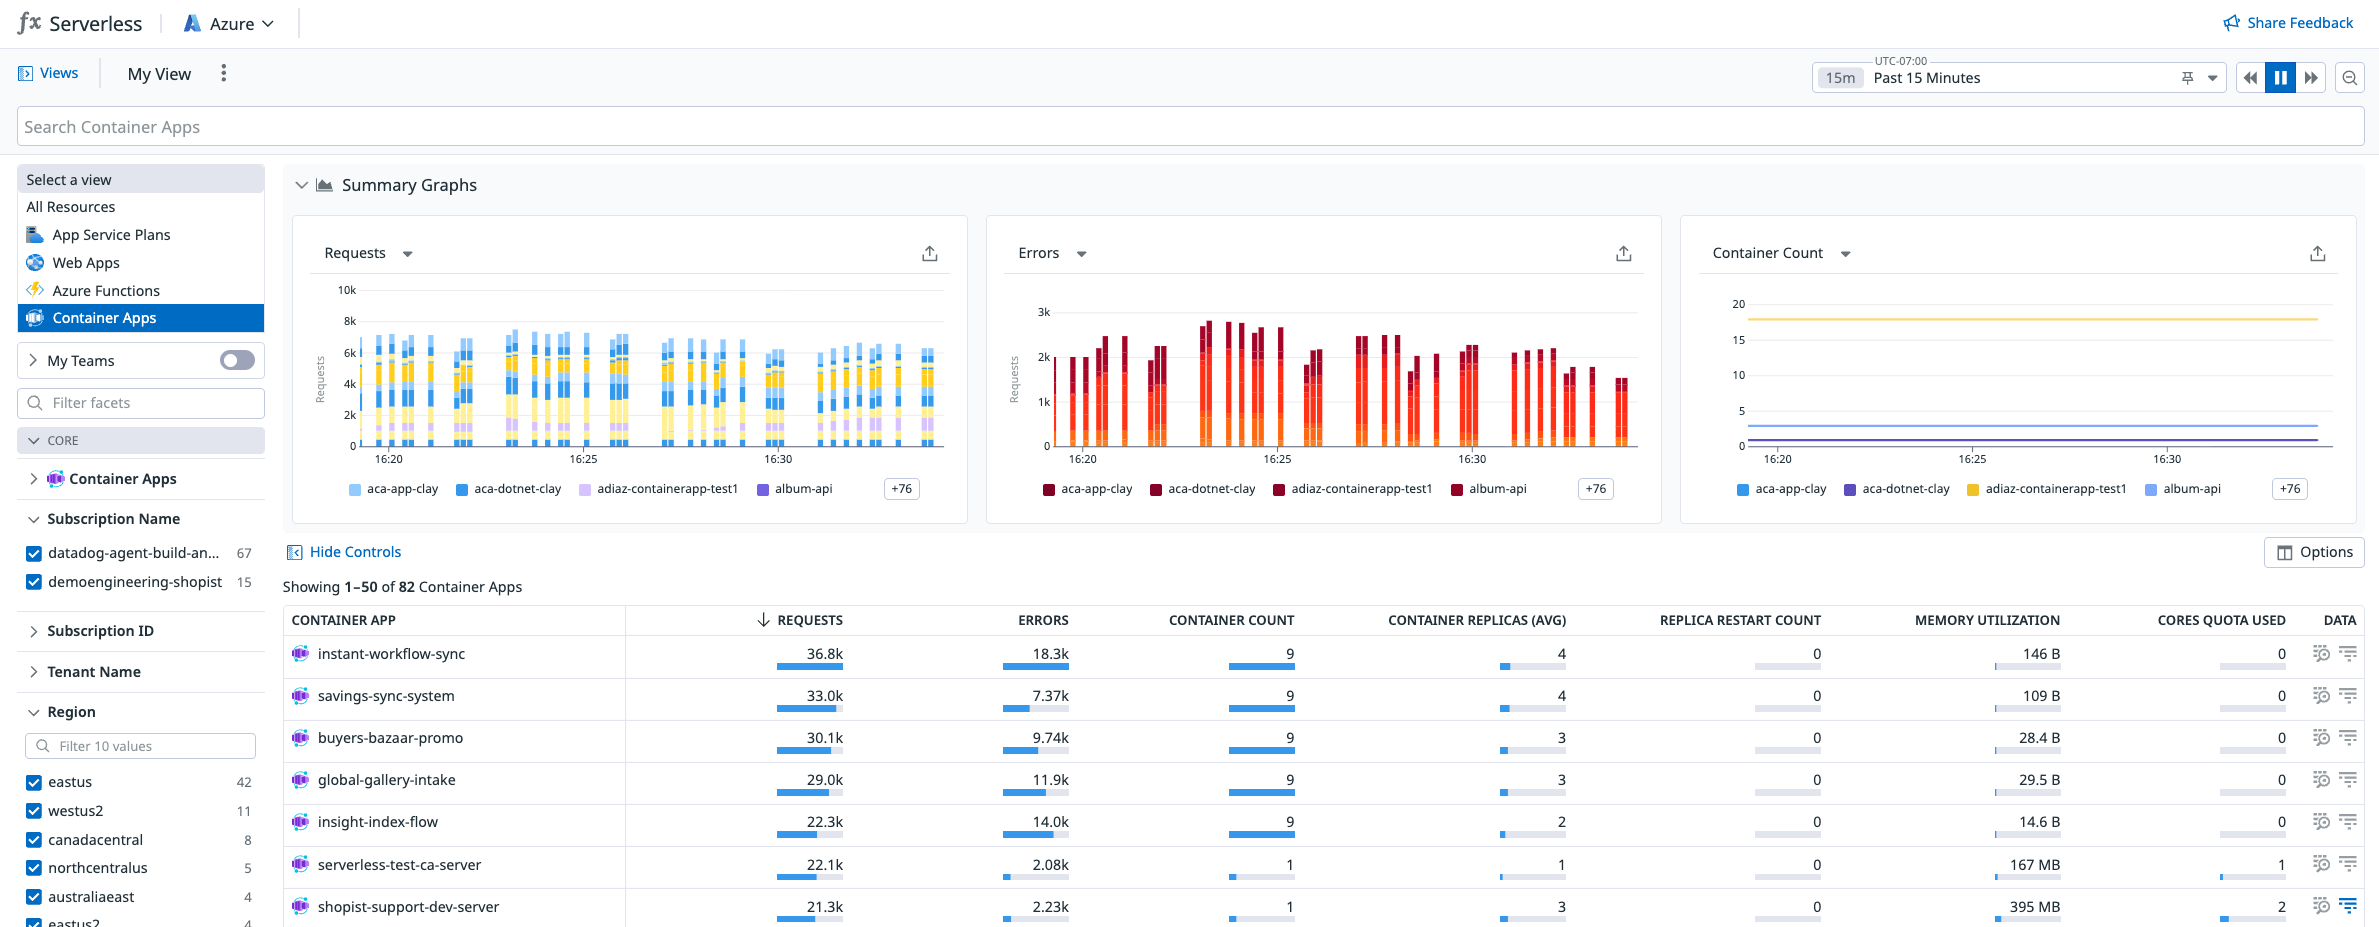 fx Serverless
Azure
Share Feedback
Views
My View
UTC-07:00
15m Past 15 Minutes
Search Container Apps
Select a view
All Resources
App Service Plans
Web Apps
Azure Functions
Container Apps
My Teams
Filter facets
CORE
Container Apps
Subscription Name
datadog-agent-build-an... 67
demoengineering-shopist 15
Subscription ID
Tenant Name
Region
Filter 10 values
eastus 42
westus2 11
canadacentral 8
northcentralus 5
australiaeast 4
eastus2 4
Summary Graphs
Requests
10k
8k
6k
4k
2k
0
Requests
16:20 16:25 16:30
aca-app-clay aca-dotnet-clay adiaz-containerapp-test1 album-api +76
Errors
3k
2k
1k
0
Requests
16:20 16:25 16:30
aca-app-clay aca-dotnet-clay adiaz-containerapp-test1 album-api +76
Container Count
20
15
10
5
0
16:20 16:25 16:30
aca-app-clay aca-dotnet-clay adiaz-containerapp-test1 album-api +76
Hide Controls
Options
Showing 1–50 of 82 Container Apps
CONTAINER APP REQUESTS ERRORS CONTAINER COUNT CONTAINER REPLICAS (AVG) REPLICA RESTART COUNT MEMORY UTILIZATION CORES QUOTA USED DATA
instant-workflow-sync 36.8k 18.3k 9 4 0 146 B 0
savings-sync-system 33.0k 7.37k 9 4 0 109 B 0
buyers-bazaar-promo 30.1k 9.74k 9 3 0 28.4 B 0
global-gallery-intake 29.0k 11.9k 9 3 0 29.5 B 0
insight-index-flow 22.3k 14.0k 9 2 0 14.6 B 0
serverless-test-ca-server 22.1k 2.08k 1 1 0 167 MB 1
shopist-support-dev-server 21.3k 2.23k 1 3 0 395 MB 2